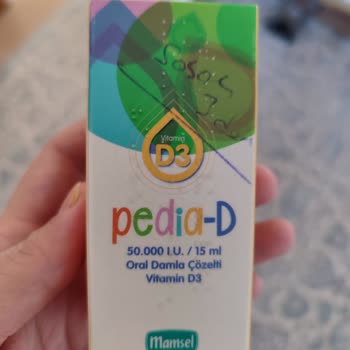 Vitamin
D3
pedia-D
50.000 I.U. / 15 ml
Oral Damla Çözelti
Vitamin D3
Mamsel